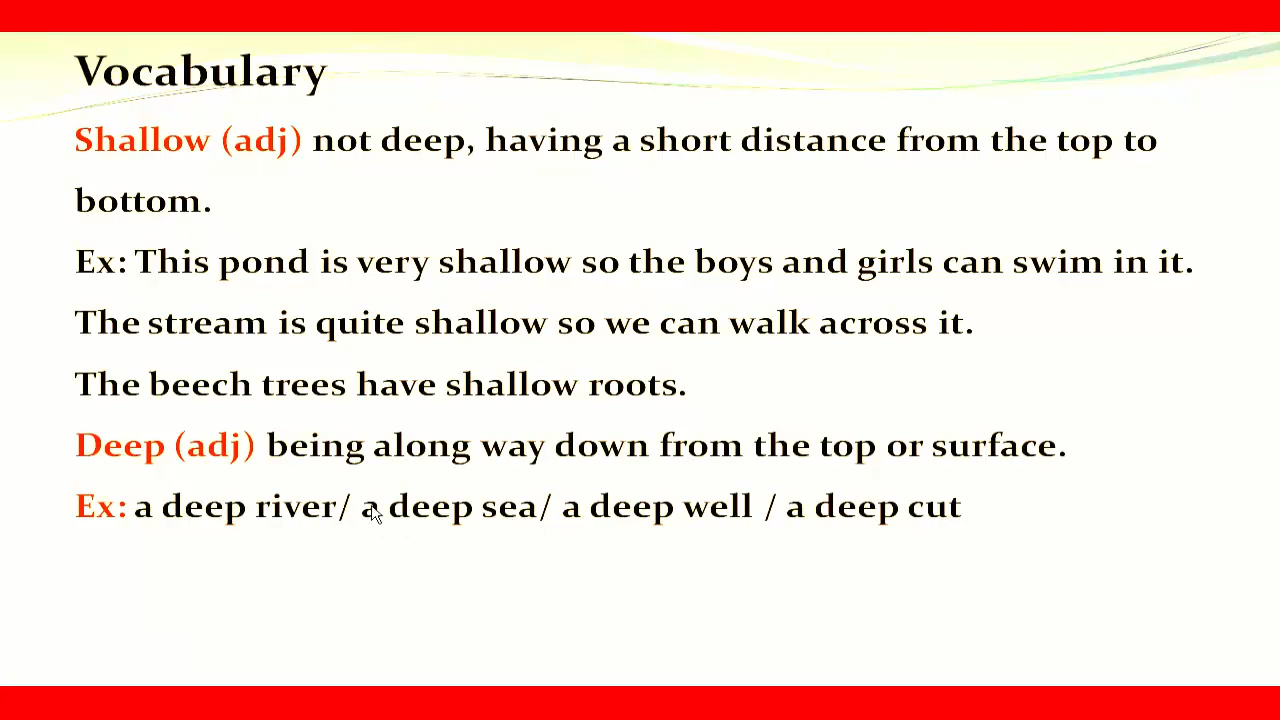 Vocabulary
Shallow (adj) not deep, having a short distance from the top to
bottom.
Ex: This pond is very shallow so the boys and girls can swim in it.
The stream is quite shallow so we can walk across it.
The beech trees have shallow roots.
Deep (adj) being along way down from the top or surface.
Ex: a deep river/ a deep sea/ a deep well / a deep cut